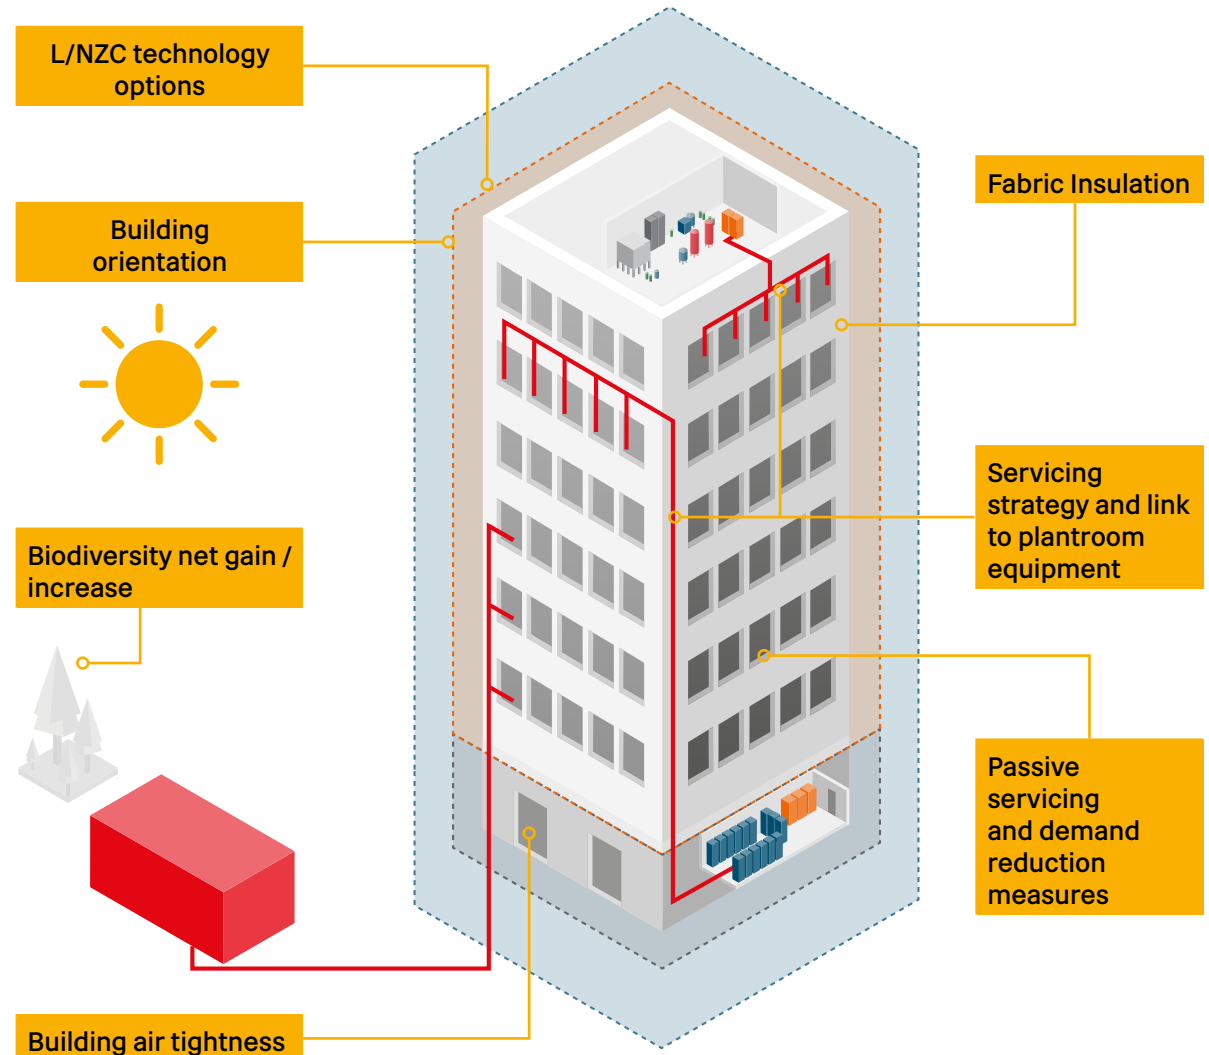 L/NZC technology
options
Building
orientation
Biodiversity net gain /
increase
Building air tightness
Fabric Insulation
Servicing
strategy and link
to plantroom
equipment
Passive
servicing
and demand
reduction
measures